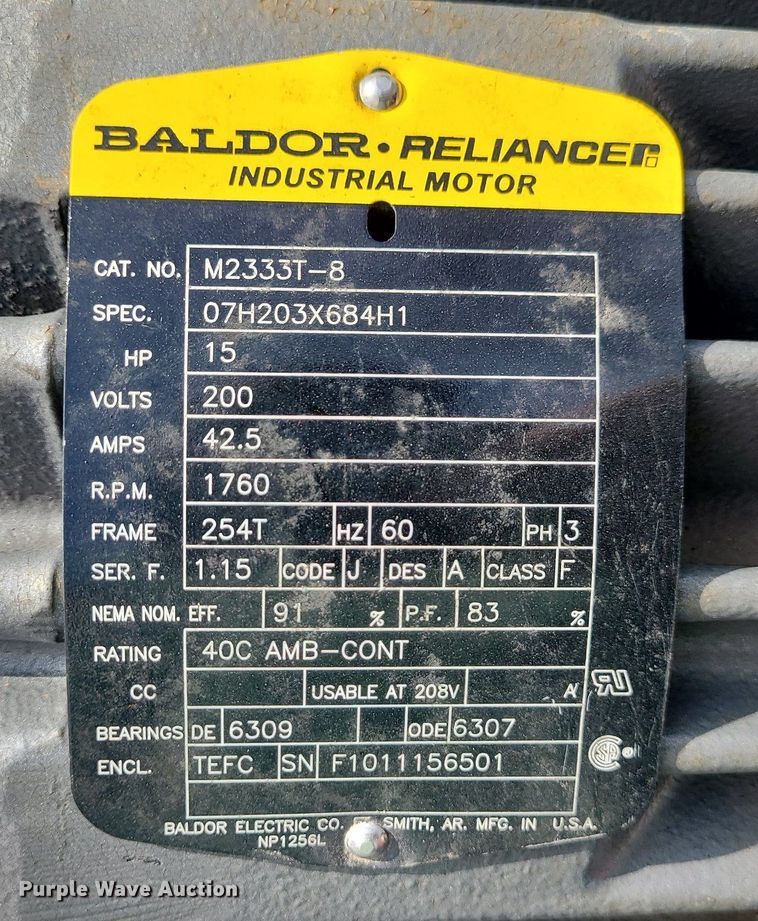 BALDOR • RELIANCE
INDUSTRIAL MOTOR
CAT. NO. M2333T-8
SPEC. 07H203X684H1
HP 15
VOLTS 200
AMPS 42.5
R.P.M. 1760
FRAME 254T HZ 60 PH 3
SER. F. 1.15 CODE J DES A CLASS F
NEMA NOM. EFF. 91 % P.F. 83 %
RATING 40C AMB-CONT
CC USABLE AT 208V A
BEARINGS DE 6309 ODE 6307
ENCL. TEFC SN F1011156501
BALDOR ELECTRIC CO. SMITH, AR. MFG. IN U.S.A.
NP1256L
Purple Wave Auction